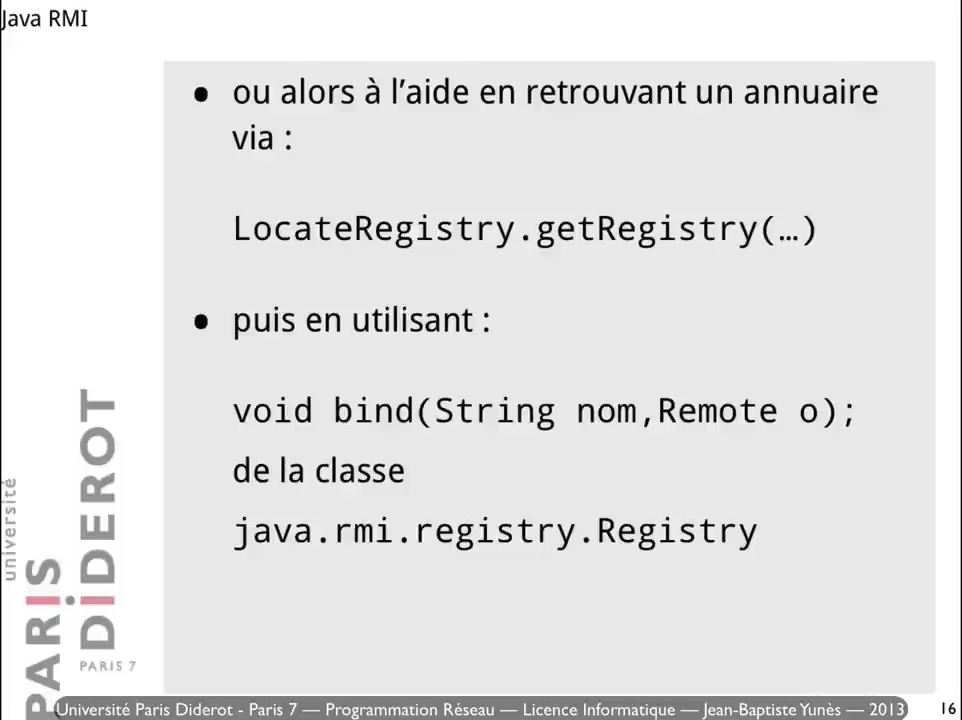 Java RMI
• ou alors à l’aide en retrouvant un annuaire
via :
LocateRegistry.getRegistry(…)
• puis en utilisant :
void bind(String nom,Remote o);
de la classe
java.rmi.registry.Registry
université
PARIS
DiDEROT
PARIS 7
Université Paris Diderot - Paris 7 — Programmation Réseau — Licence Informatique — Jean-Baptiste Yunès — 2013
16